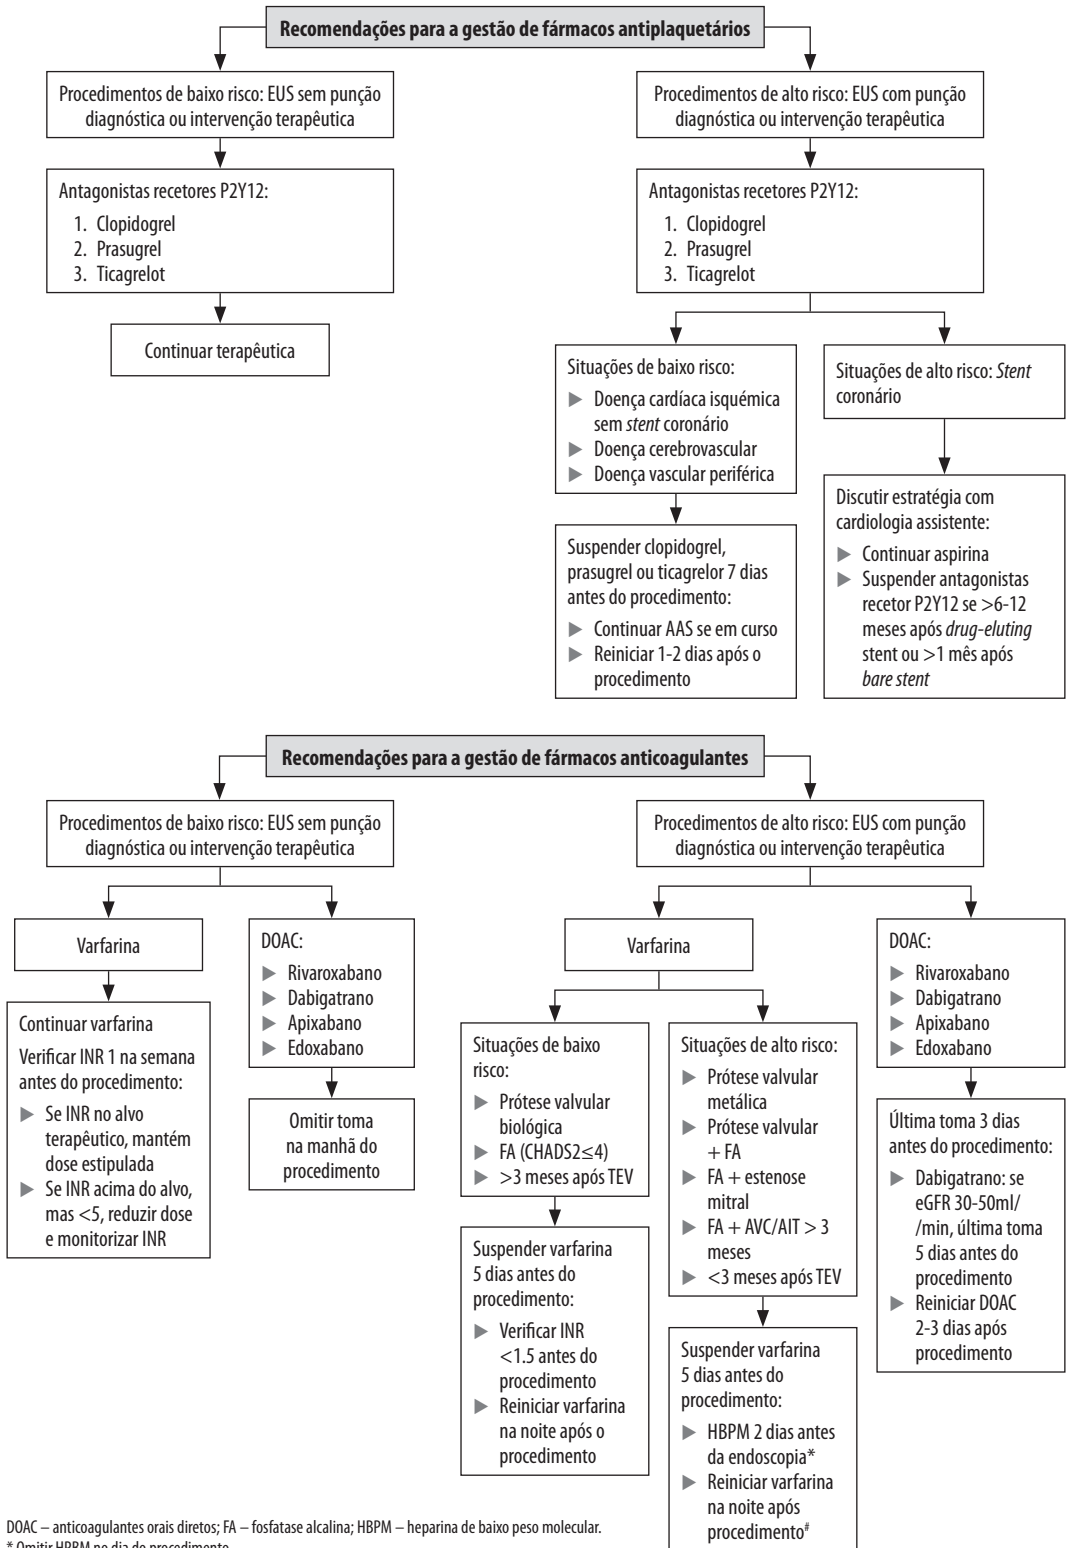 Recomendações para a gestão de fármacos antiplaquetários
Procedimentos de baixo risco: EUS sem punção
diagnóstica ou intervenção terapêutica
Antagonistas recetores P2Y12:
1. Clopidogrel
2. Prasugrel
3. Ticagrelot
Continuar terapêutica
Procedimentos de alto risco: EUS com punção
diagnóstica ou intervenção terapêutica
Antagonistas recetores P2Y12:
1. Clopidogrel
2. Prasugrel
3. Ticagrelot
Situações de baixo risco:
▶ Doença cardíaca isquémica
sem stent coronário
▶ Doença cerebrovascular
▶ Doença vascular periférica
Suspender clopidogrel,
prasugrel ou ticagrelor 7 dias
antes do procedimento:
▶ Continuar AAS se em curso
▶ Reiniciar 1-2 dias após o
procedimento
Situações de alto risco: Stent
coronário
Discutir estratégia com
cardiologia assistente:
▶ Continuar aspirina
▶ Suspender antagonistas
recetor P2Y12 se >6-12
meses após drug-eluting
stent ou >1 mês após
bare stent
Recomendações para a gestão de fármacos anticoagulantes
Procedimentos de baixo risco: EUS sem punção
diagnóstica ou intervenção terapêutica
Varfarina
Continuar varfarina
Verificar INR 1 na semana
antes do procedimento:
▶ Se INR no alvo
terapêutico, mantém
dose estipulada
▶ Se INR acima do alvo,
mas <5, reduzir dose
e monitorizar INR
DOAC:
▶ Rivaroxabano
▶ Dabigatrano
▶ Apixabano
▶ Edoxabano
Omitir toma
na manhã do
procedimento
Procedimentos de alto risco: EUS com punção
diagnóstica ou intervenção terapêutica
Varfarina
Situações de baixo
risco:
▶ Prótese valvular
biológica
▶ FA (CHADS2≤4)
▶ >3 meses após TEV
Suspender varfarina
5 dias antes do
procedimento:
▶ Verificar INR
<1.5 antes do
procedimento
▶ Reiniciar varfarina
na noite após o
procedimento
Situações de alto risco:
▶ Prótese valvular
metálica
▶ Prótese valvular
+ FA
▶ FA + estenose
mitral
▶ FA + AVC/AIT > 3
meses
▶ <3 meses após TEV
Suspender varfarina
5 dias antes do
procedimento:
▶ HBPM 2 dias antes
da endoscopia*
▶ Reiniciar varfarina
na noite após
procedimento#
DOAC:
▶ Rivaroxabano
▶ Dabigatrano
▶ Apixabano
▶ Edoxabano
Última toma 3 dias
antes do procedimento:
▶ Dabigatrano: se
eGFR 30-50ml/
/min, última toma
5 dias antes do
procedimento
▶ Reiniciar DOAC
2-3 dias após
procedimento
DOAC – anticoagulantes orais diretos; FA – fosfatase alcalina; HBPM – heparina de baixo peso molecular.
* Omitir HBPM no dia do procedimento